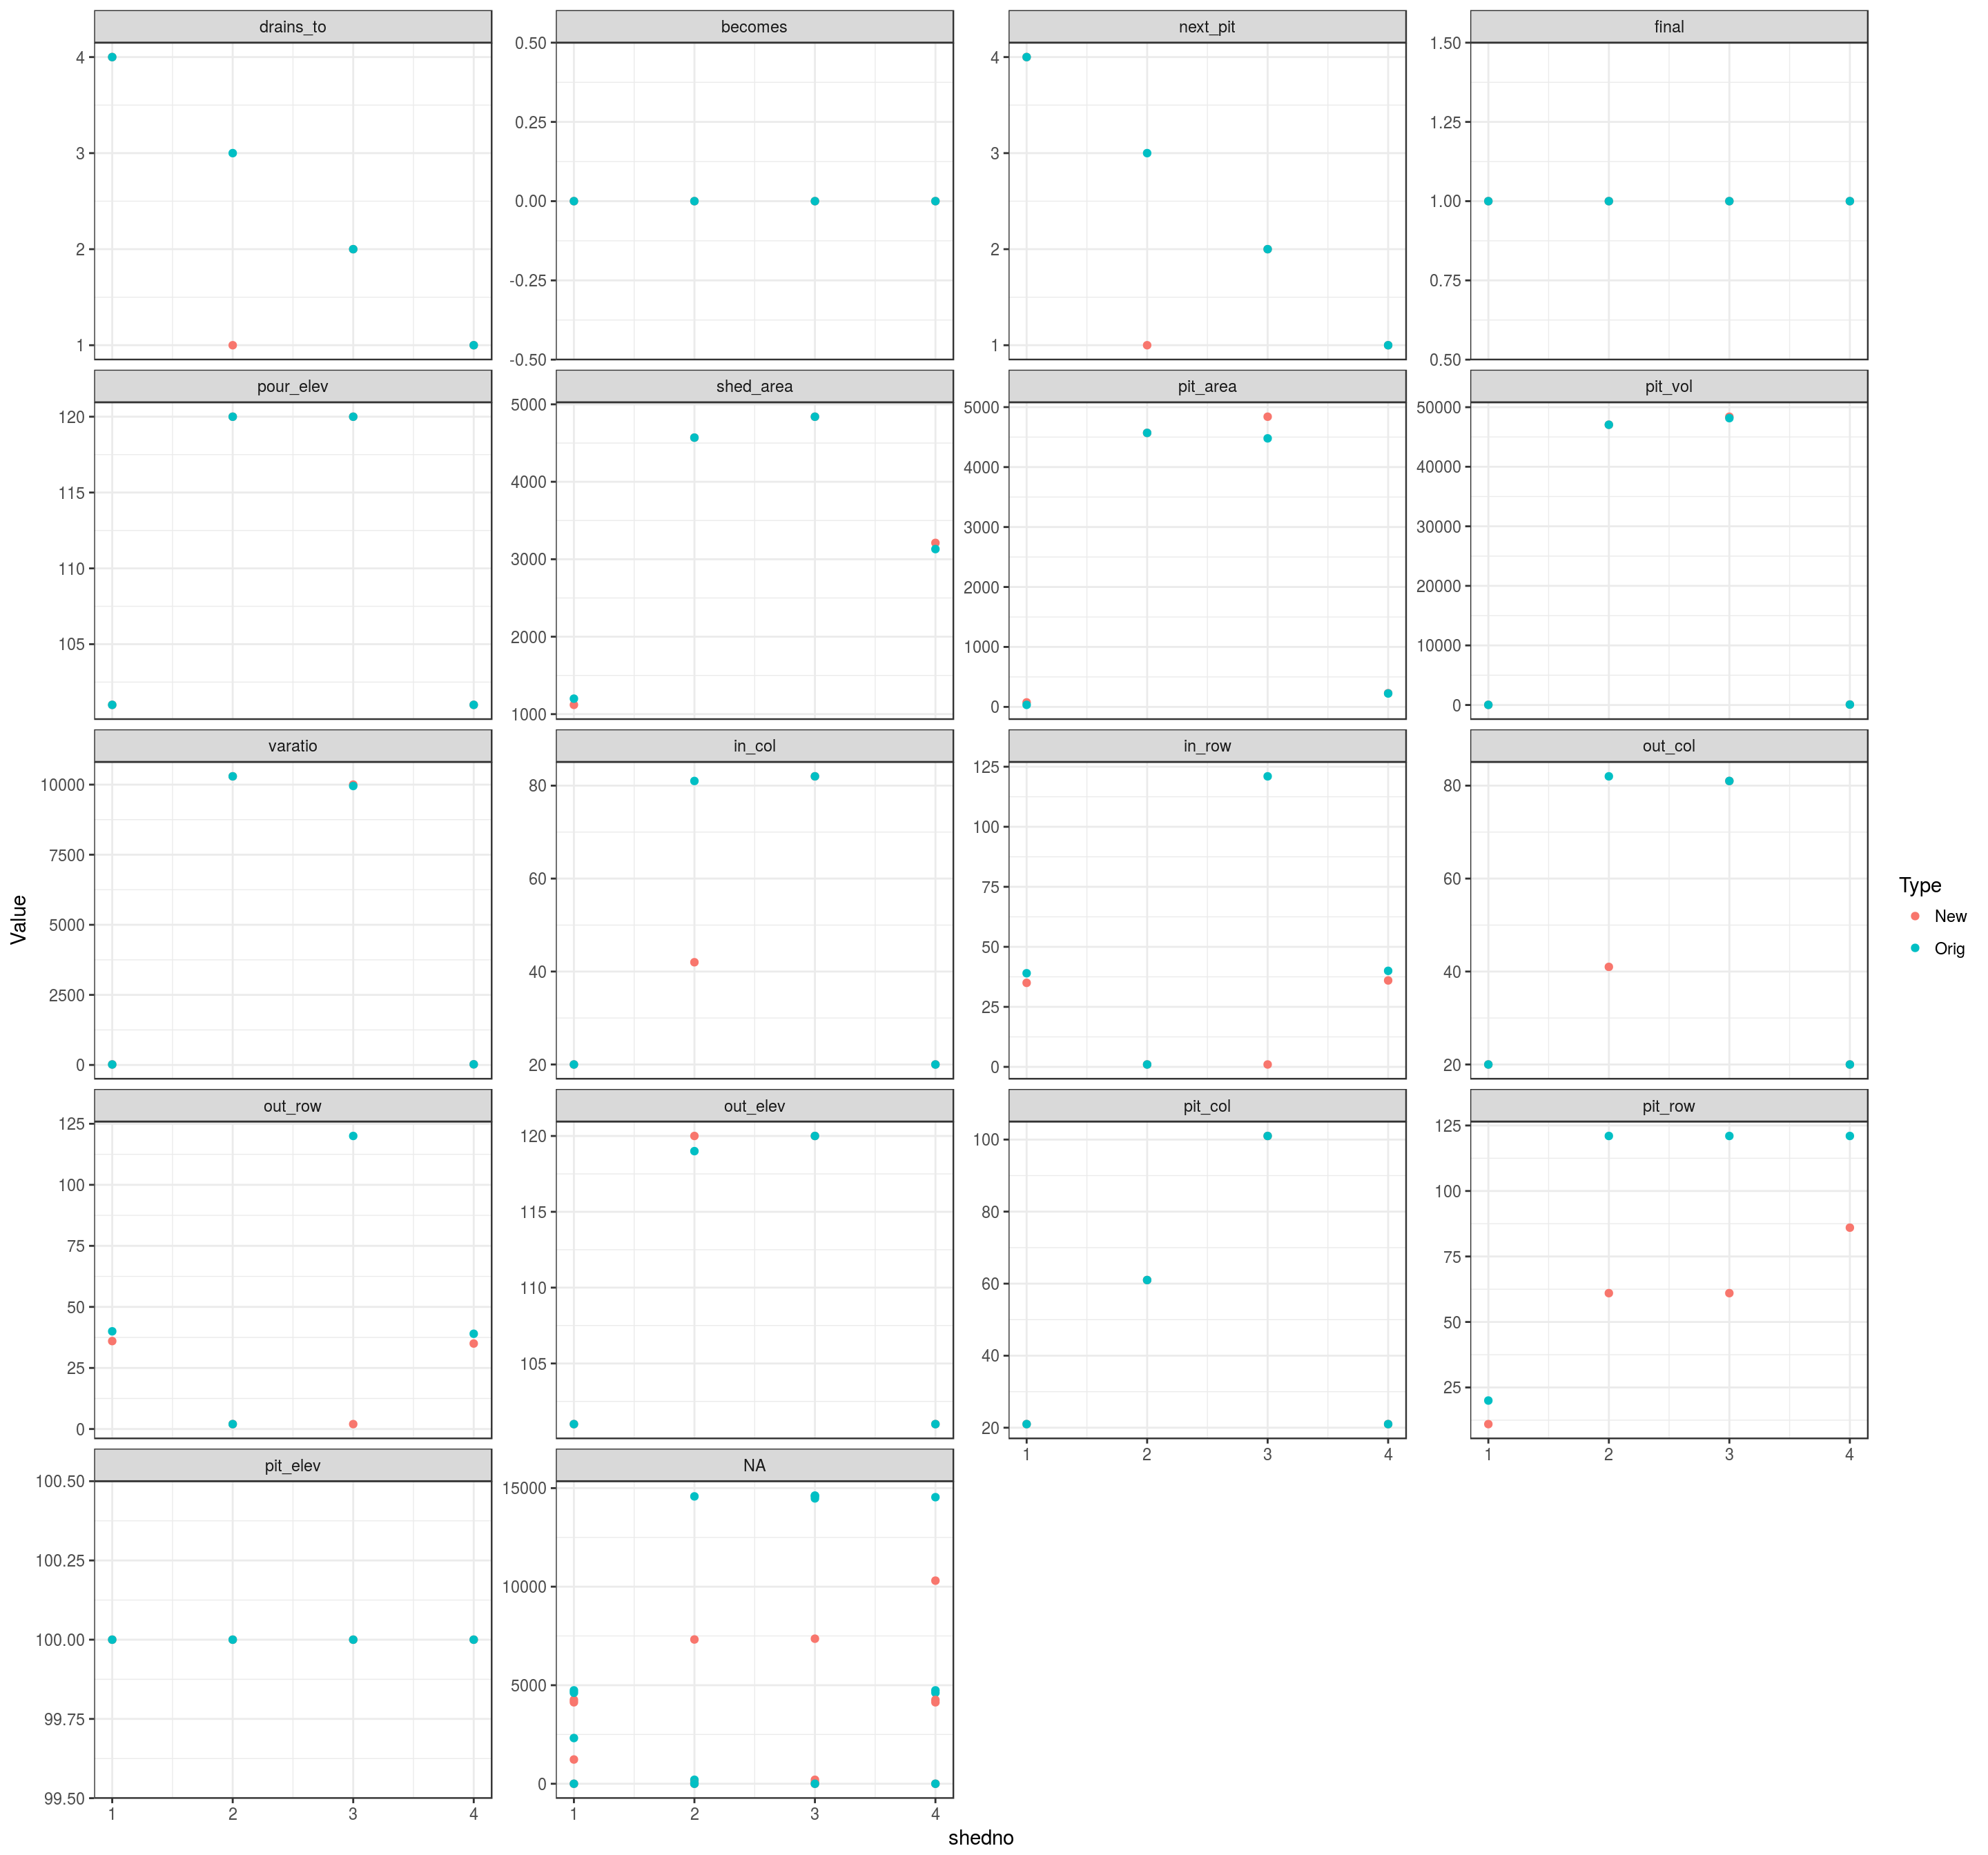 drains_to becomes next_pit final
4 0.50 4 1.50
3 0.25 3 1.25
2 0.00 2 1.00
-0.25 0.75
1 -0.50 1 0.50
pour_elev shed_area pit_area pit_vol
120 5000 5000 50000
115 4000 4000 40000
110 3000 3000 30000
105 2000 2000 20000
1000 1000 10000
0 0
varatio in_col in_row out_col
10000 80 125 80
7500 60 100 60
5000 40 75 40
2500 20 50 20
0 25
0
out_row out_elev pit_col pit_row
125 120 100 125
100 115 80 100
75 110 60 75
50 105 40 50
25 20 25
0 1 2 3 4 1 2 3 4
pit_elev NA
100.50 15000
100.25 10000
100.00 5000
99.75 0
99.50
1 2 3 4 1 2 3 4
shedno
Value
Type
New
Orig